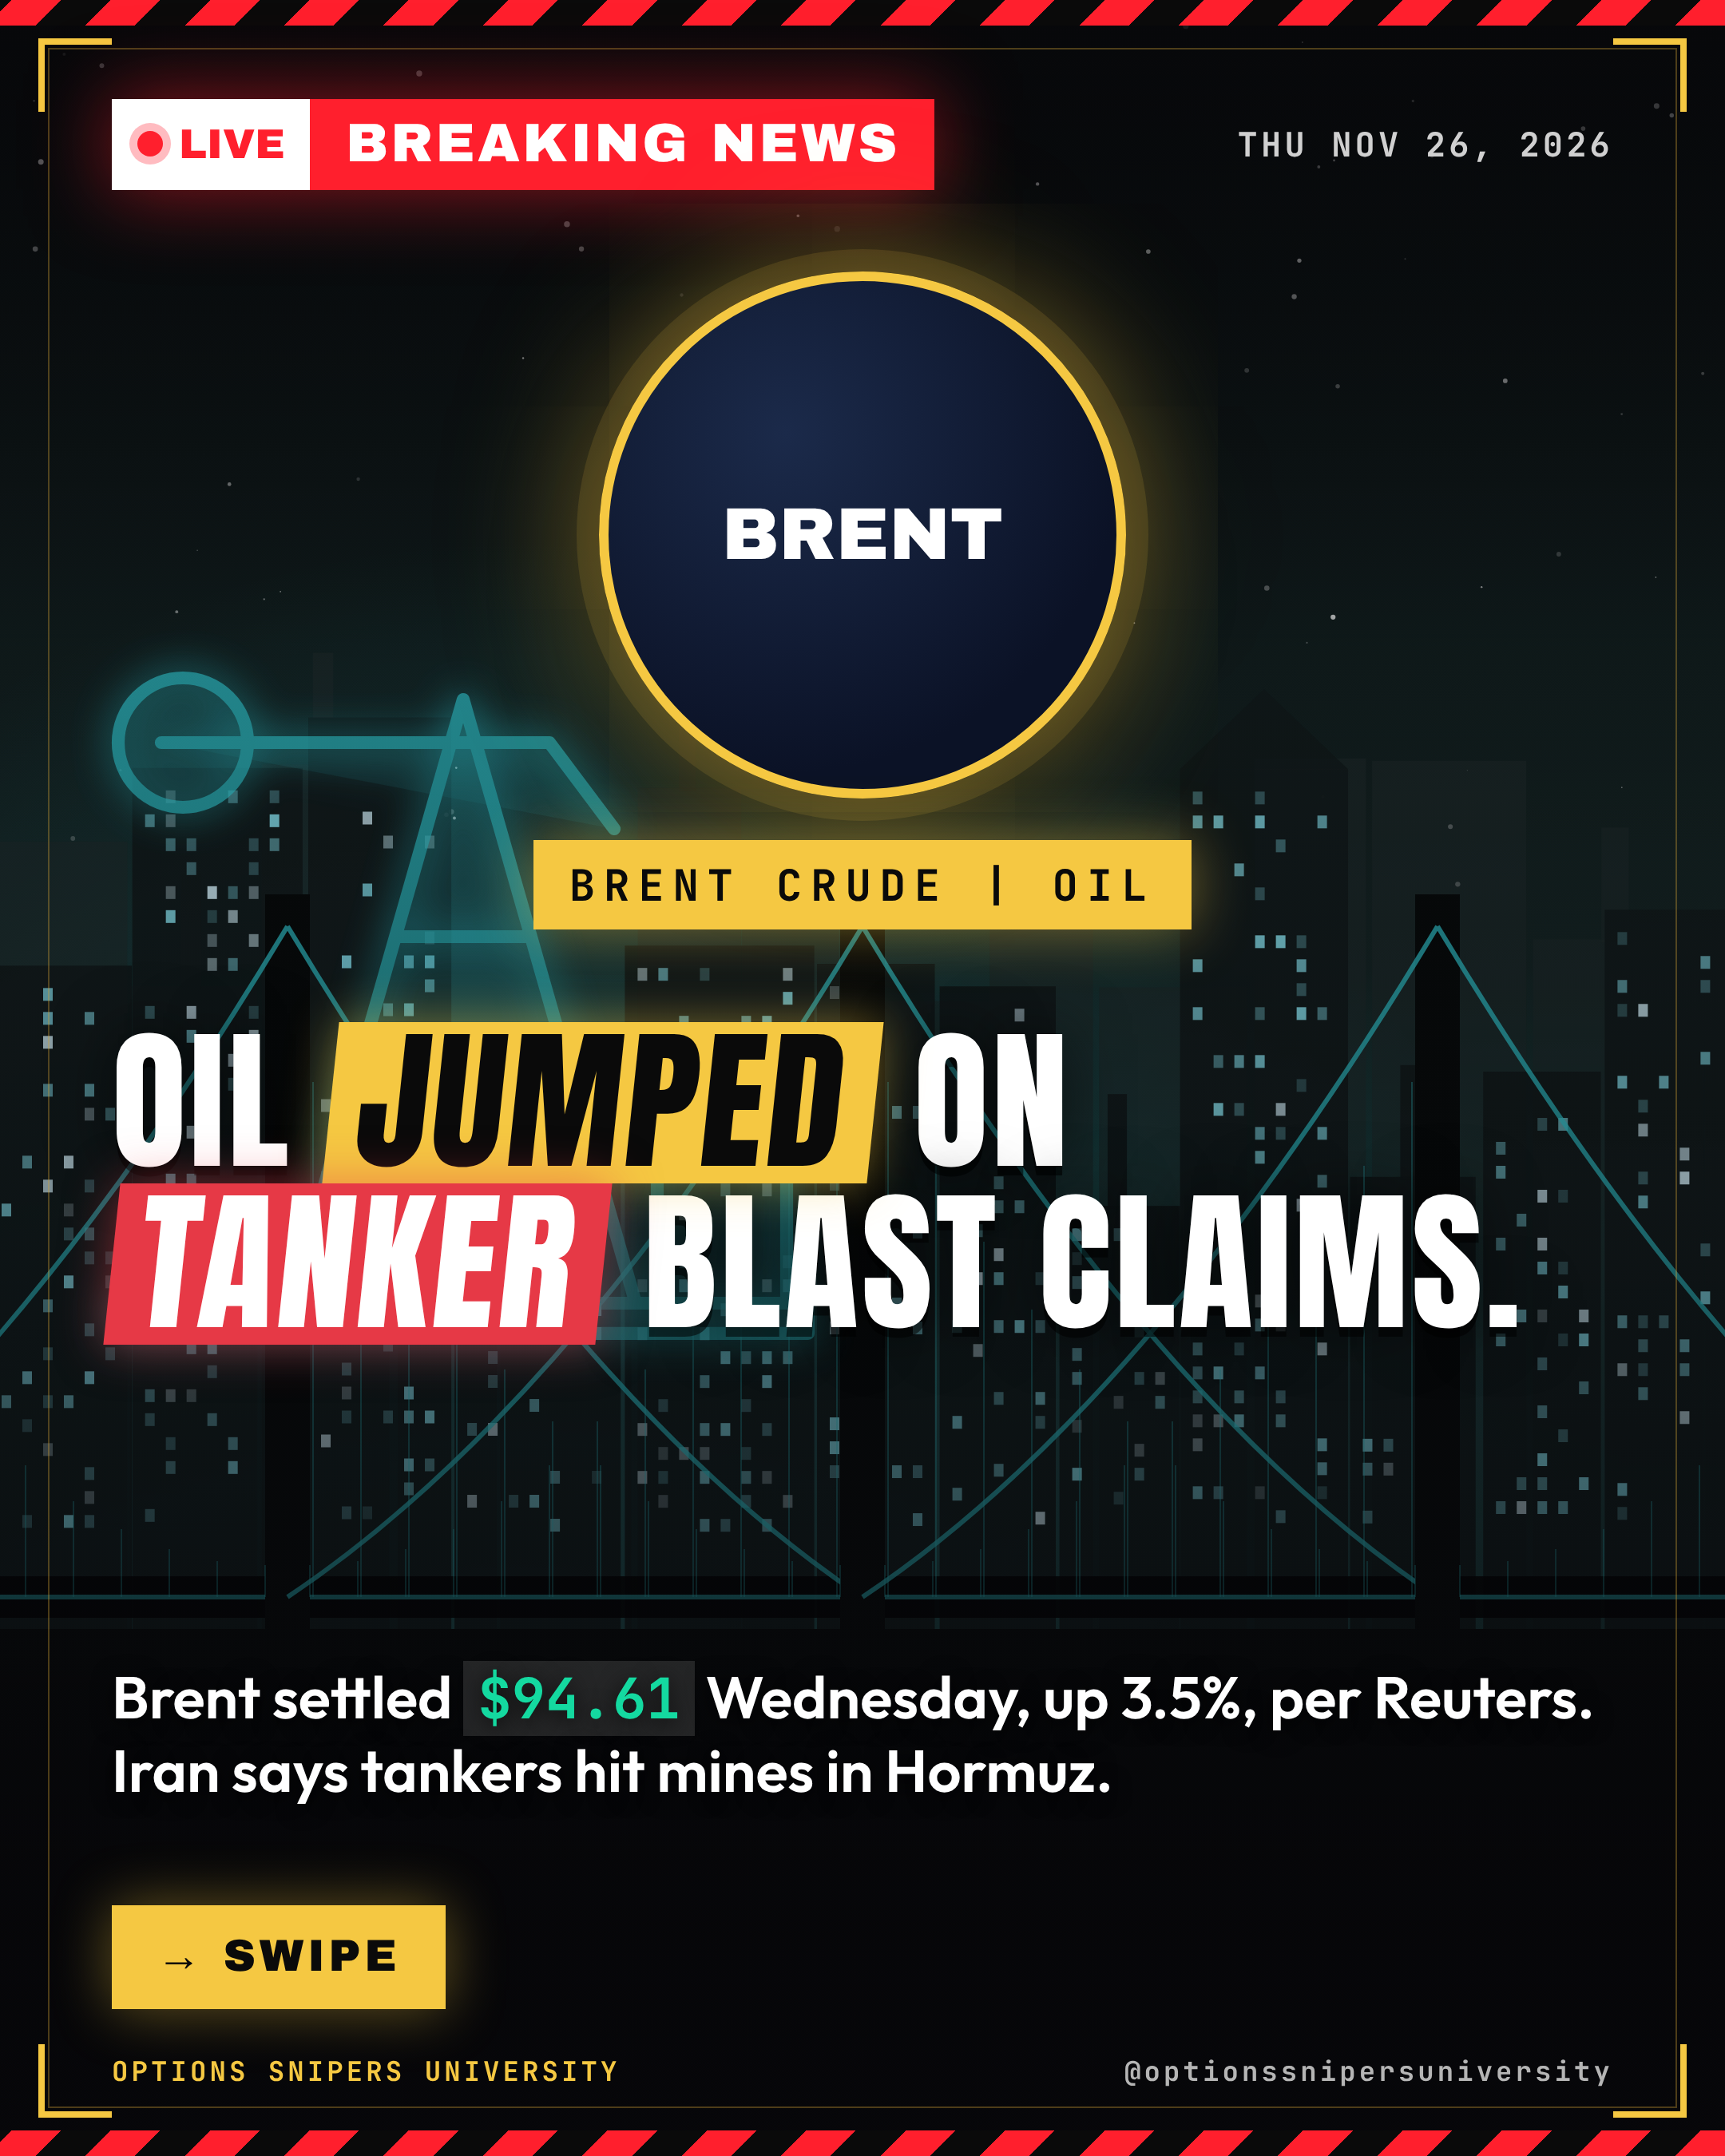 LIVE BREAKING NEWS
THU NOV 26, 2026
BRENT
BRENT CRUDE | OIL
OIL JUMPED ON
TANKER BLAST CLAIMS.
Brent settled $94.61 Wednesday, up 3.5%, per Reuters.
Iran says tankers hit mines in Hormuz.
→ SWIPE
OPTIONS SNIPERS UNIVERSITY
@optionssnipersuniversity